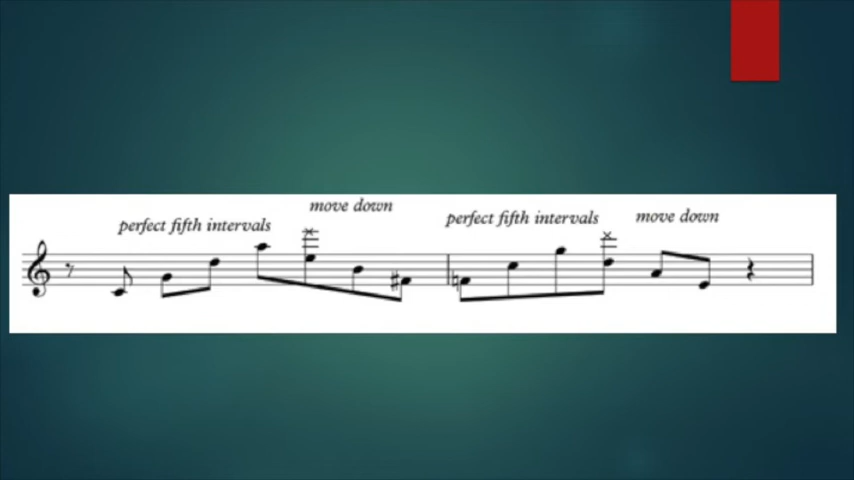 perfect fifth intervals
move down
perfect fifth intervals
move down